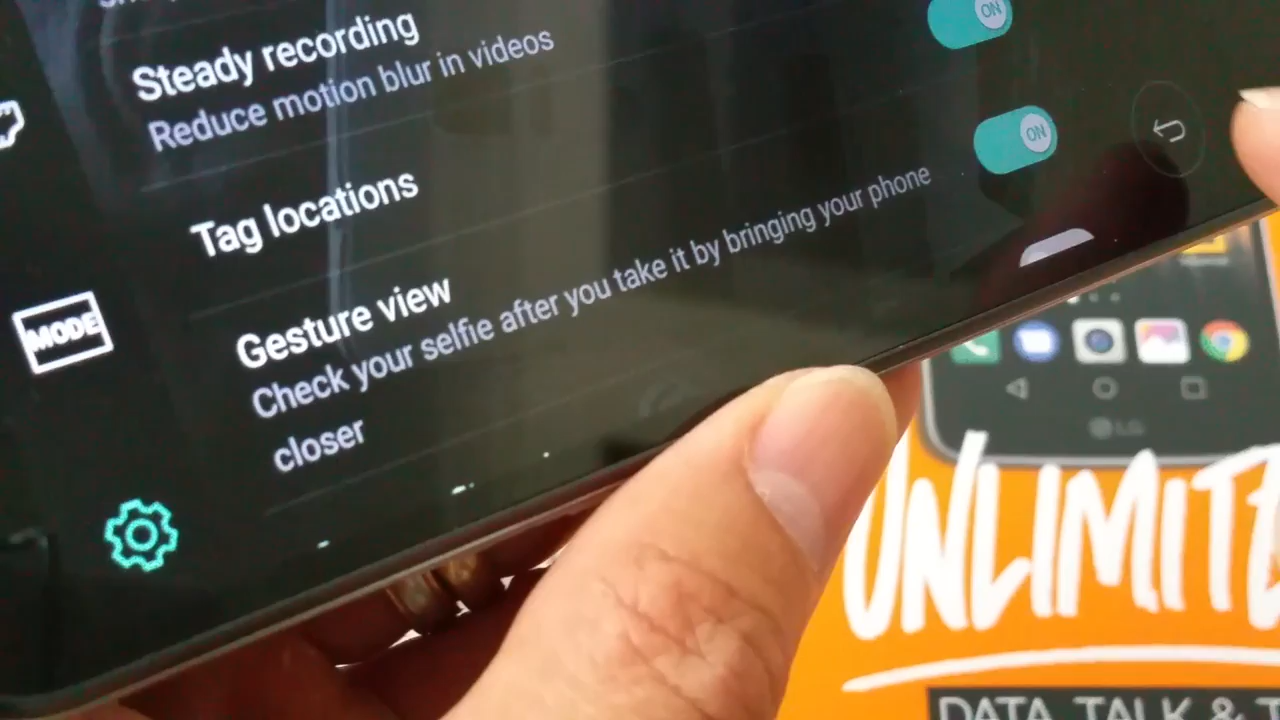 Steady recording
Reduce motion blur in videos
ON
Tag locations
ON
Gesture view
Check your selfie after you take it by bringing your phone
closer
MODE
LG
UNLIMITE
DATA, TALK & T